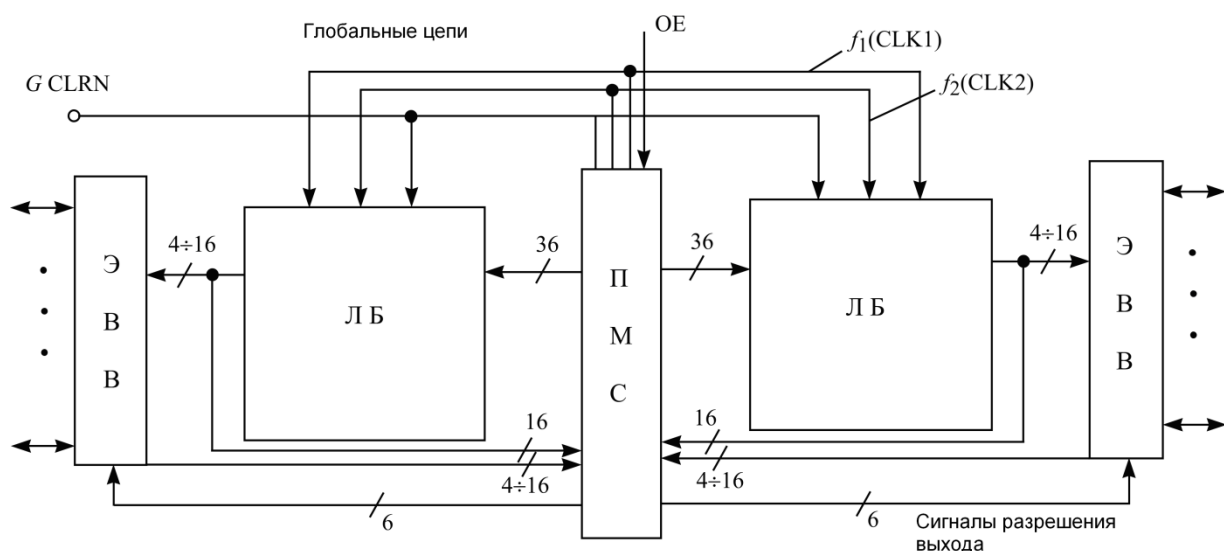 Глобальные цепи
OE
f₁(CLK1)
f₂(CLK2)
G CLRN
Э В В
4÷16
Л Б
36
П М С
36
Л Б
4÷16
Э В В
16
4÷16
6
16
4÷16
6
Сигналы разрешения
выхода